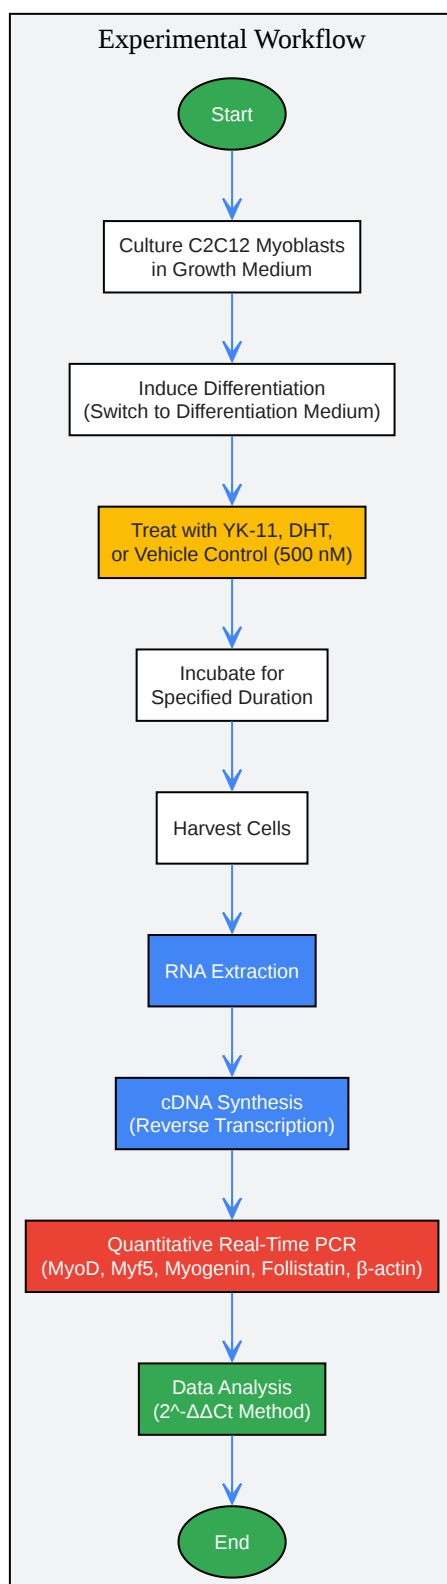 Experimental Workflow
Start
Culture C2C12 Myoblasts
in Growth Medium
Induce Differentiation
(Switch to Differentiation Medium)
Treat with YK-11, DHT,
or Vehicle Control (500 nM)
Incubate for
Specified Duration
Harvest Cells
RNA Extraction
cDNA Synthesis
(Reverse Transcription)
Quantitative Real-Time PCR
(MyoD, Myf5, Myogenin, Follistatin, β-actin)
Data Analysis
(2^-ΔΔCt Method)
End